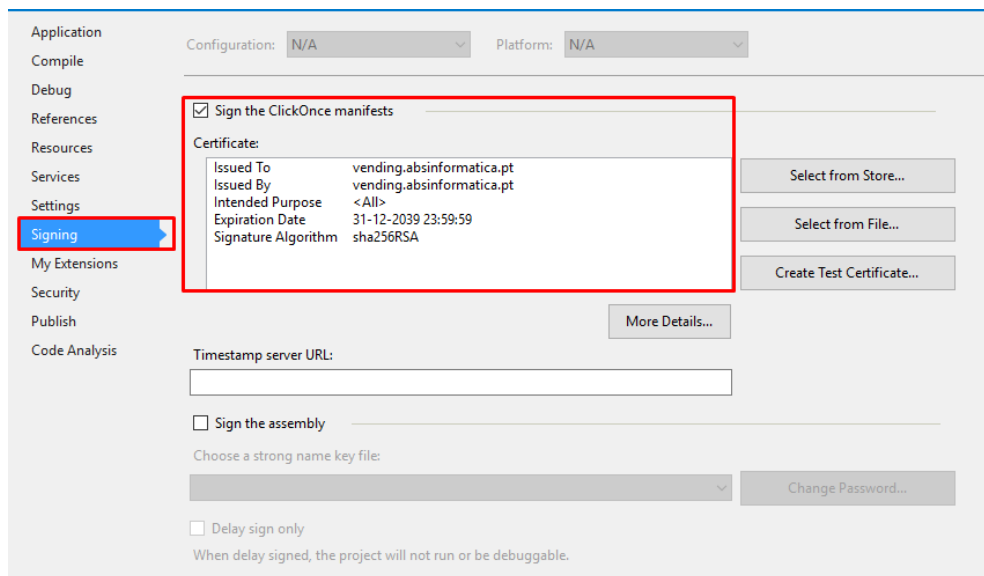 Application
Compile
Debug
References
Resources
Services
Settings
Signing
My Extensions
Security
Publish
Code Analysis
Configuration: N/A Platform: N/A
Sign the ClickOnce manifests
Certificate:
Issued To vending.absinformatica.pt
Issued By vending.absinformatica.pt
Intended Purpose <All>
Expiration Date 31-12-2039 23:59:59
Signature Algorithm sha256RSA
Select from Store...
Select from File...
Create Test Certificate...
More Details...
Timestamp server URL:
Sign the assembly
Choose a strong name key file:
Change Password...
Delay sign only
When delay signed, the project will not run or be debuggable.